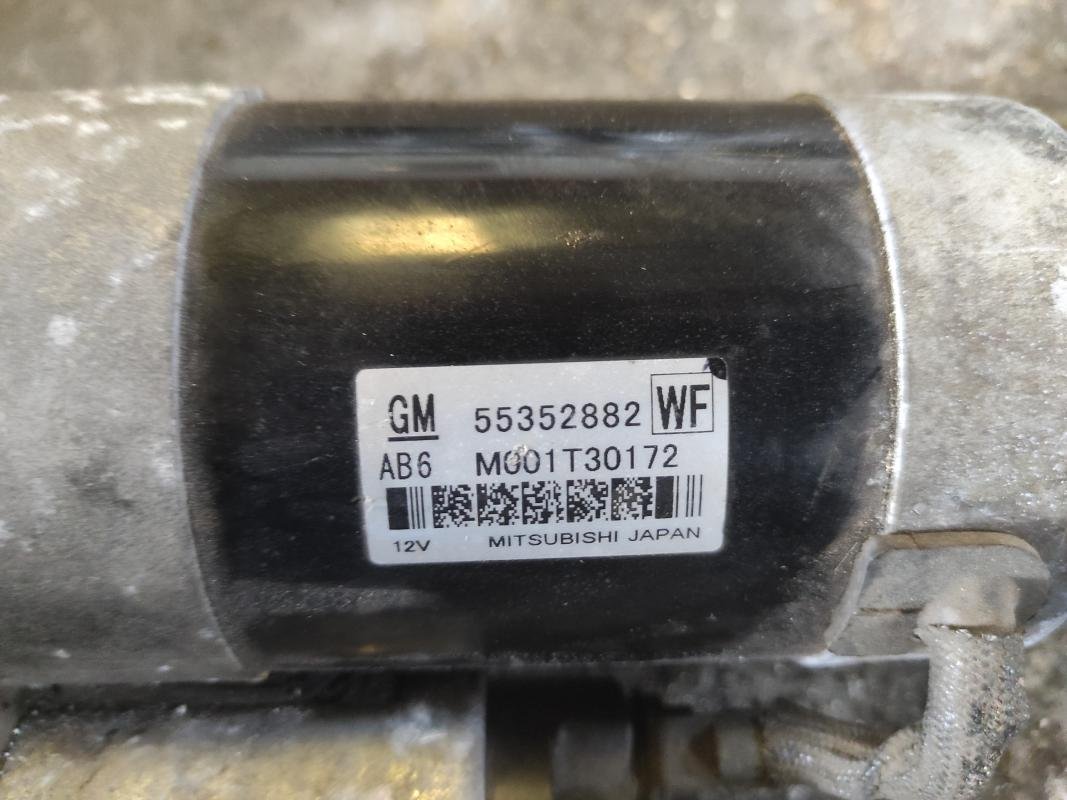 GM 55352882 WF
AB6 M001T30172
12V MITSUBISHI JAPAN